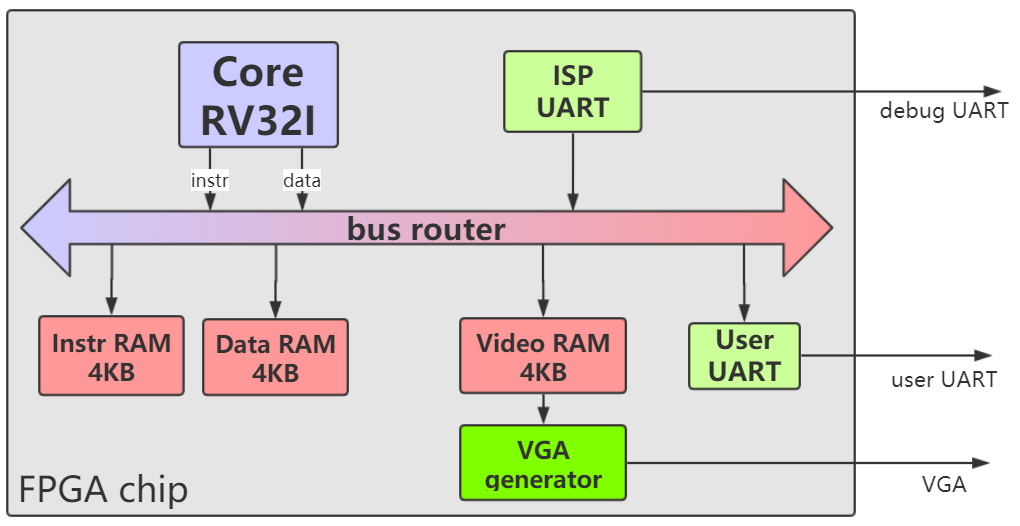 Core
RV32I
ISP
UART
debug UART
instr
data
bus router
Instr RAM
4KB
Data RAM
4KB
Video RAM
4KB
User
UART
user UART
VGA
generator
VGA
FPGA chip